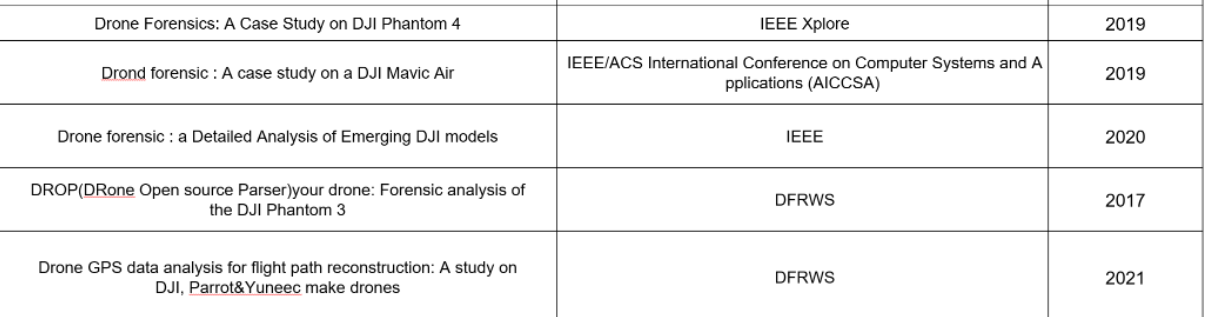 Drone Forensics: A Case Study on DJI Phantom 4
IEEE Xplore
2019
Drond forensic : A case study on a DJI Mavic Air
IEEE/ACS International Conference on Computer Systems and A
pplications (AICCSA)
2019
Drone forensic : a Detailed Analysis of Emerging DJI models
IEEE
2020
DROP(DRone Open source Parser)your drone: Forensic analysis of
the DJI Phantom 3
DFRWS
2017
Drone GPS data analysis for flight path reconstruction: A study on
DJI, Parrot&Yuneec make drones
DFRWS
2021